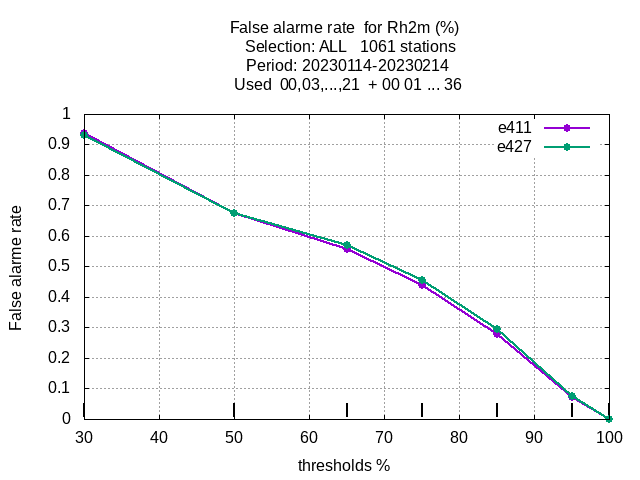 False alarme rate  for Rh2m (%)
Selection: ALL   1061 stations
Period: 20230114-20230214
Used  00,03,...,21  + 00 01 ... 36
e411
e427
1
0.9
0.8
0.7
0.6
0.5
0.4
0.3
0.2
0.1
0
False alarme rate
30 40 50 60 70 80 90 100
thresholds %